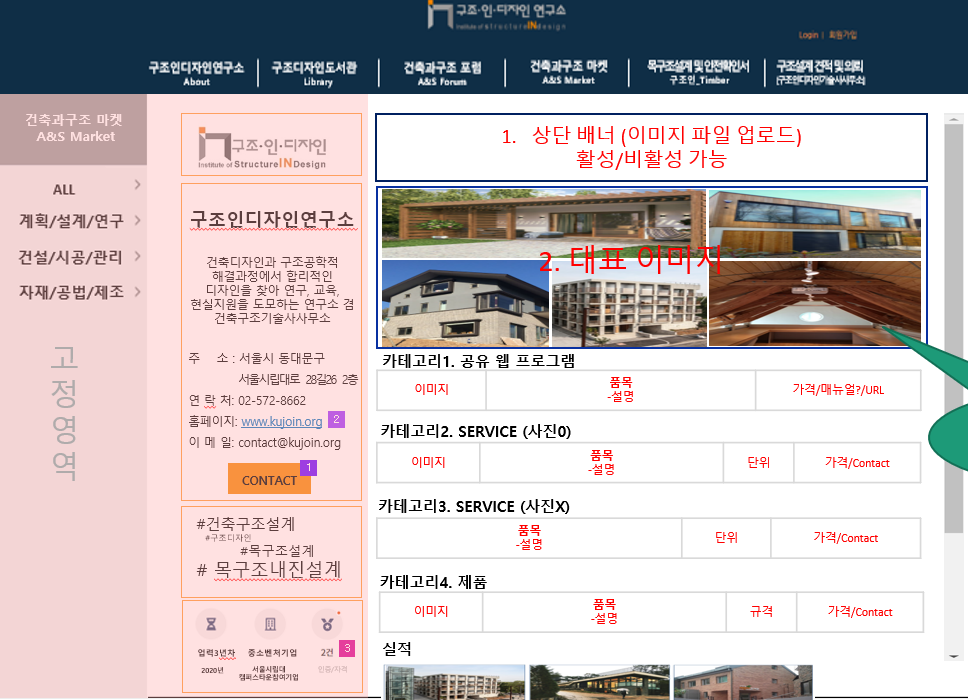 구조·인·디자인 연구소
Institute of structureINdesign
Login | 회원가입
구조인디자인연구소
About
구조디자인도서관
Library
건축과구조 포럼
A&S Forum
건축과구조 마켓
A&S Market
목구조설계 및 안전확인서
구조인_Timber
구조설계 견적 및 의뢰
(구조인디자인기술사사무소)
건축과구조 마켓
A&S Market
ALL
계획/설계/연구
건설/시공/관리
자재/공법/제조
고정영역
구조·인·디자인
Institute of StructureINDesign
구조인디자인연구소
건축디자인과 구조공학적
해결과정에서 합리적인
디자인을 찾아 연구, 교육,
현실지원을 도모하는 연구소 겸
건축구조기술사사무소
주 소 : 서울시 동대문구
서울시립대로 28길26 2층
연 락 처: 02-572-8662
홈페이지: www.kujoin.org 2
이 메 일: contact@kujoin.org
1
CONTACT
#건축구조설계
#구조디자인
#목구조설계
# 목구조내진설계
업력3년차
2020년
중소벤처기업
서울시립대
캠퍼스타운참여기업
2건
인증/자격
3
1. 상단 배너 (이미지 파일 업로드)
활성/비활성 가능
2. 대표 이미지
카테고리1. 공유 웹 프로그램
이미지
품목
-설명
가격/매뉴얼?/URL
카테고리2. SERVICE (사진O)
이미지
품목
-설명
단위
가격/Contact
카테고리3. SERVICE (사진X)
품목
-설명
단위
가격/Contact
카테고리4. 제품
이미지
품목
-설명
규격
가격/Contact
실적